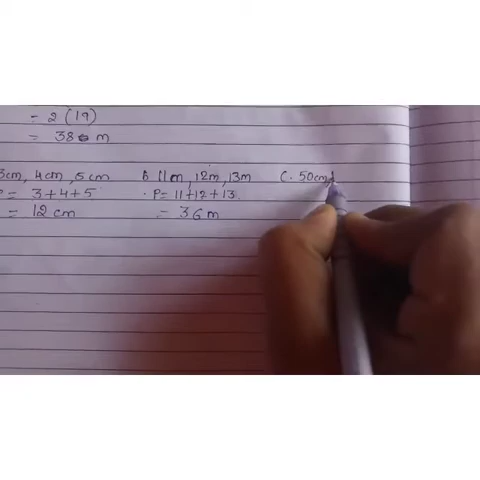 = 2 (19)
= 38 m
3cm, 4cm, 5cm B. 11m, 12m, 13m C. 50cm
P= 3+4+5 . P= 11+12+13.
= 12 cm = 36 m